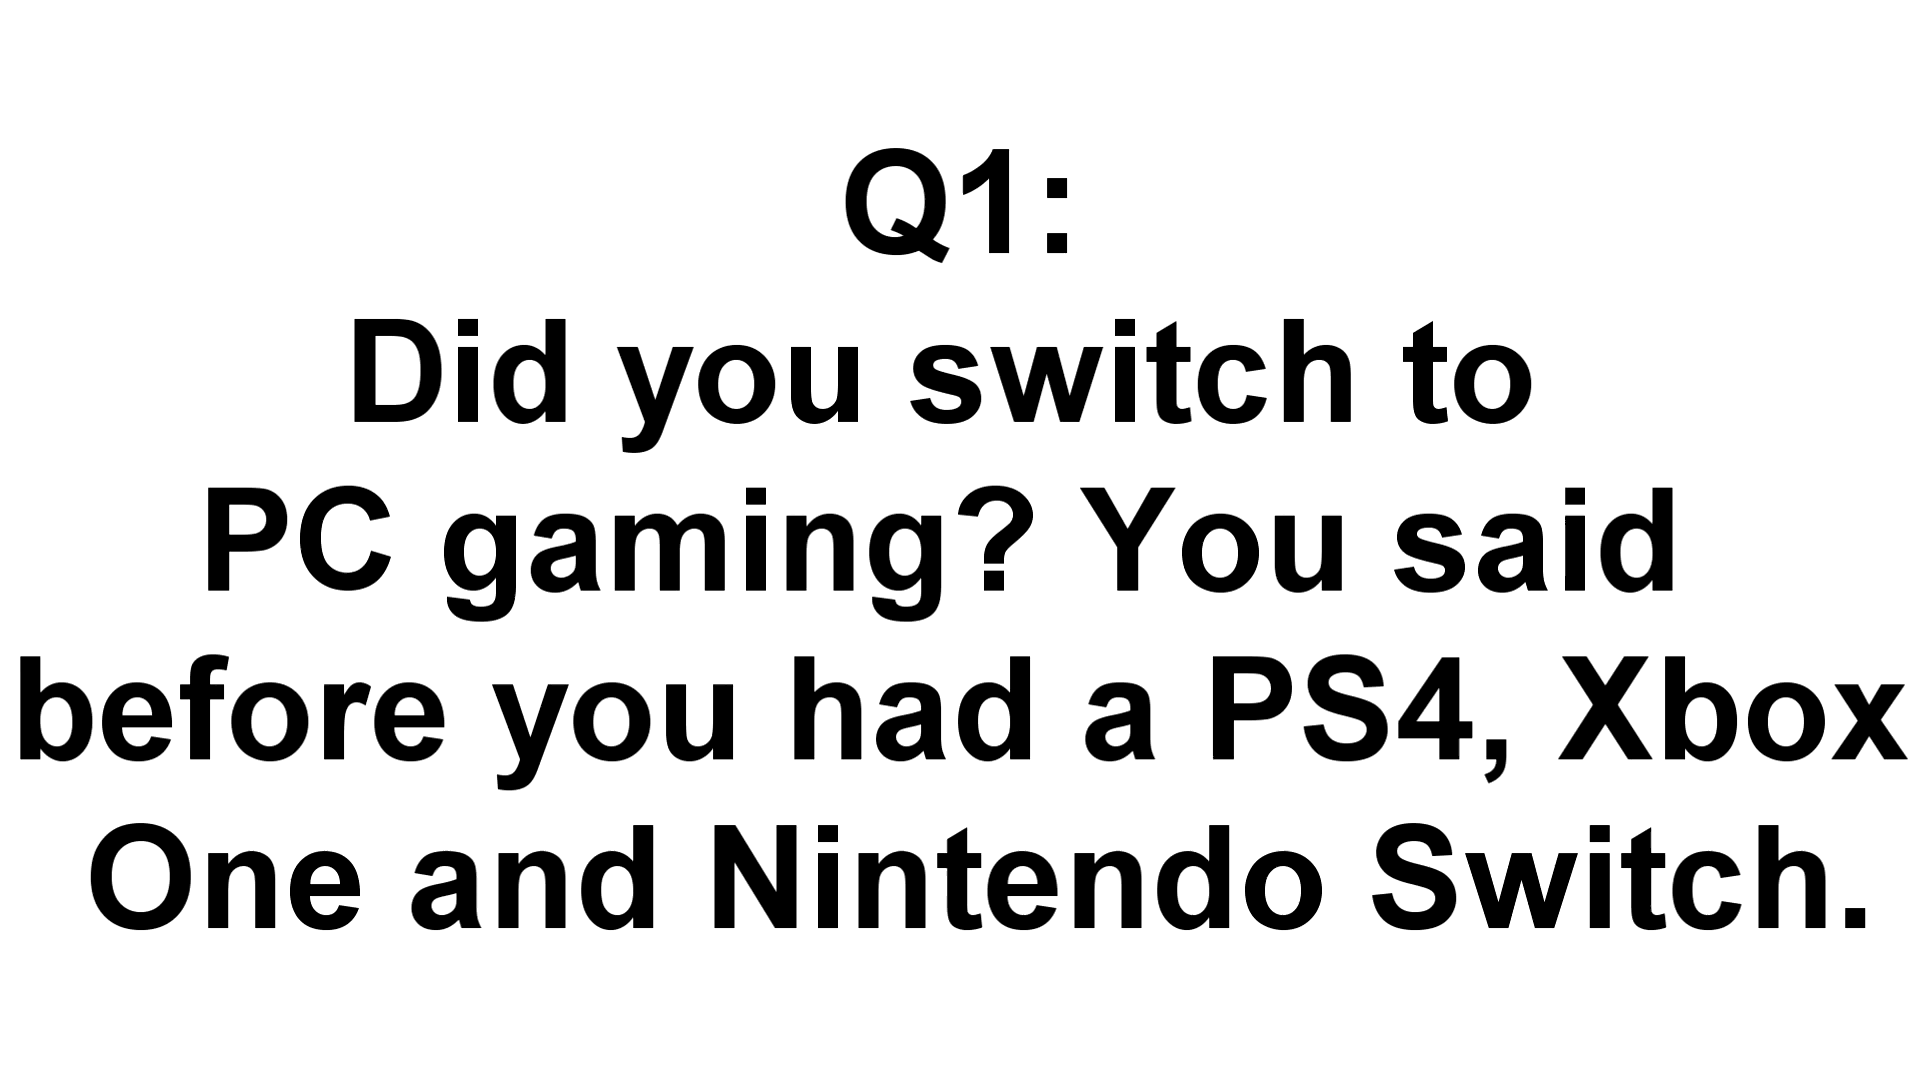 Q1:
Did you switch to
PC gaming? You said
before you had a PS4, Xbox
One and Nintendo Switch.